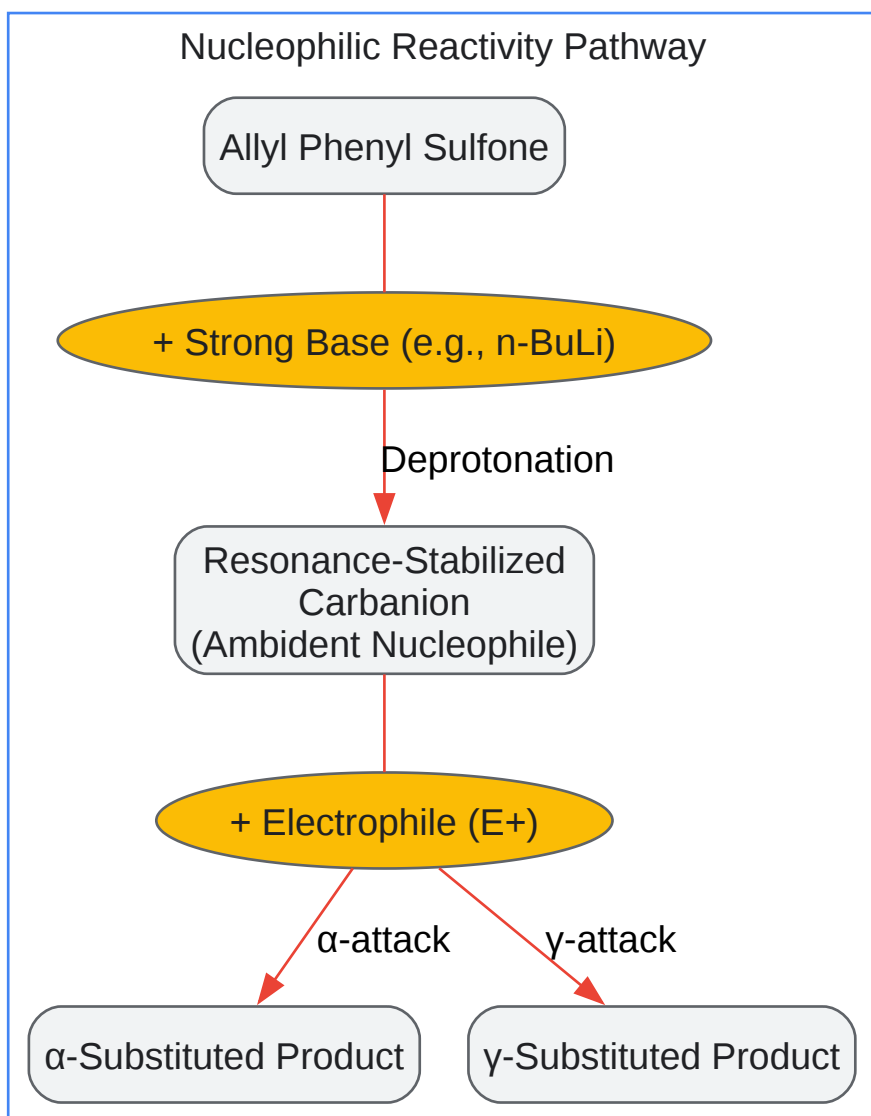 Nucleophilic Reactivity Pathway
Allyl Phenyl Sulfone
+ Strong Base (e.g., n-BuLi)
Deprotonation
Resonance-Stabilized
Carbanion
(Ambident Nucleophile)
+ Electrophile (E+)
α-attack
γ-attack
α-Substituted Product
γ-Substituted Product